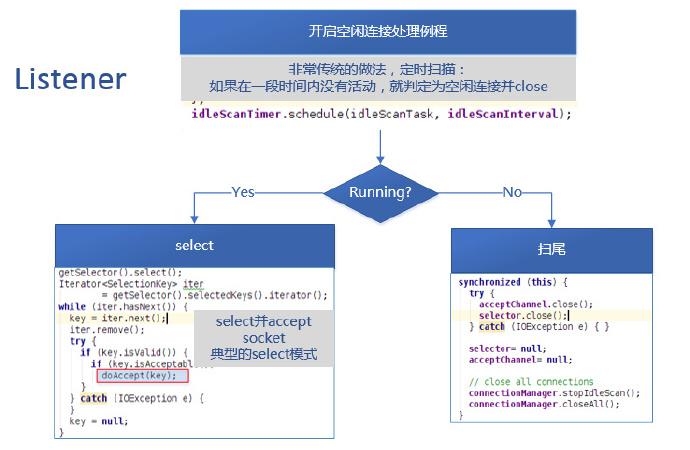 Listener
开启空闲连接处理例程
非常传统的做法，定时扫描：
如果在一段时间内没有活动，就判定为空闲连接并close
idleScanTimer.schedule(idleScanTask, idleScanInterval);
Running?
Yes
No
select
getSelector().select();
Iterator<SelectionKey> iter
= getSelector().selectedKeys().iterator();
while (iter.hasNext()) {
key = iter.next();
iter.remove();
try {
if (key.isValid()) {
if (key.isAcceptable
doAccept(key);
}
} catch (IOException e) {
}
key = null;
}
select并accept
socket
典型的select模式
扫尾
synchronized (this) {
try {
acceptChannel.close();
selector.close();
} catch (IOException e) { }
selector= null;
acceptChannel= null;
// close all connections
connectionManager.stopIdleScan();
connectionManager.closeAll();
}